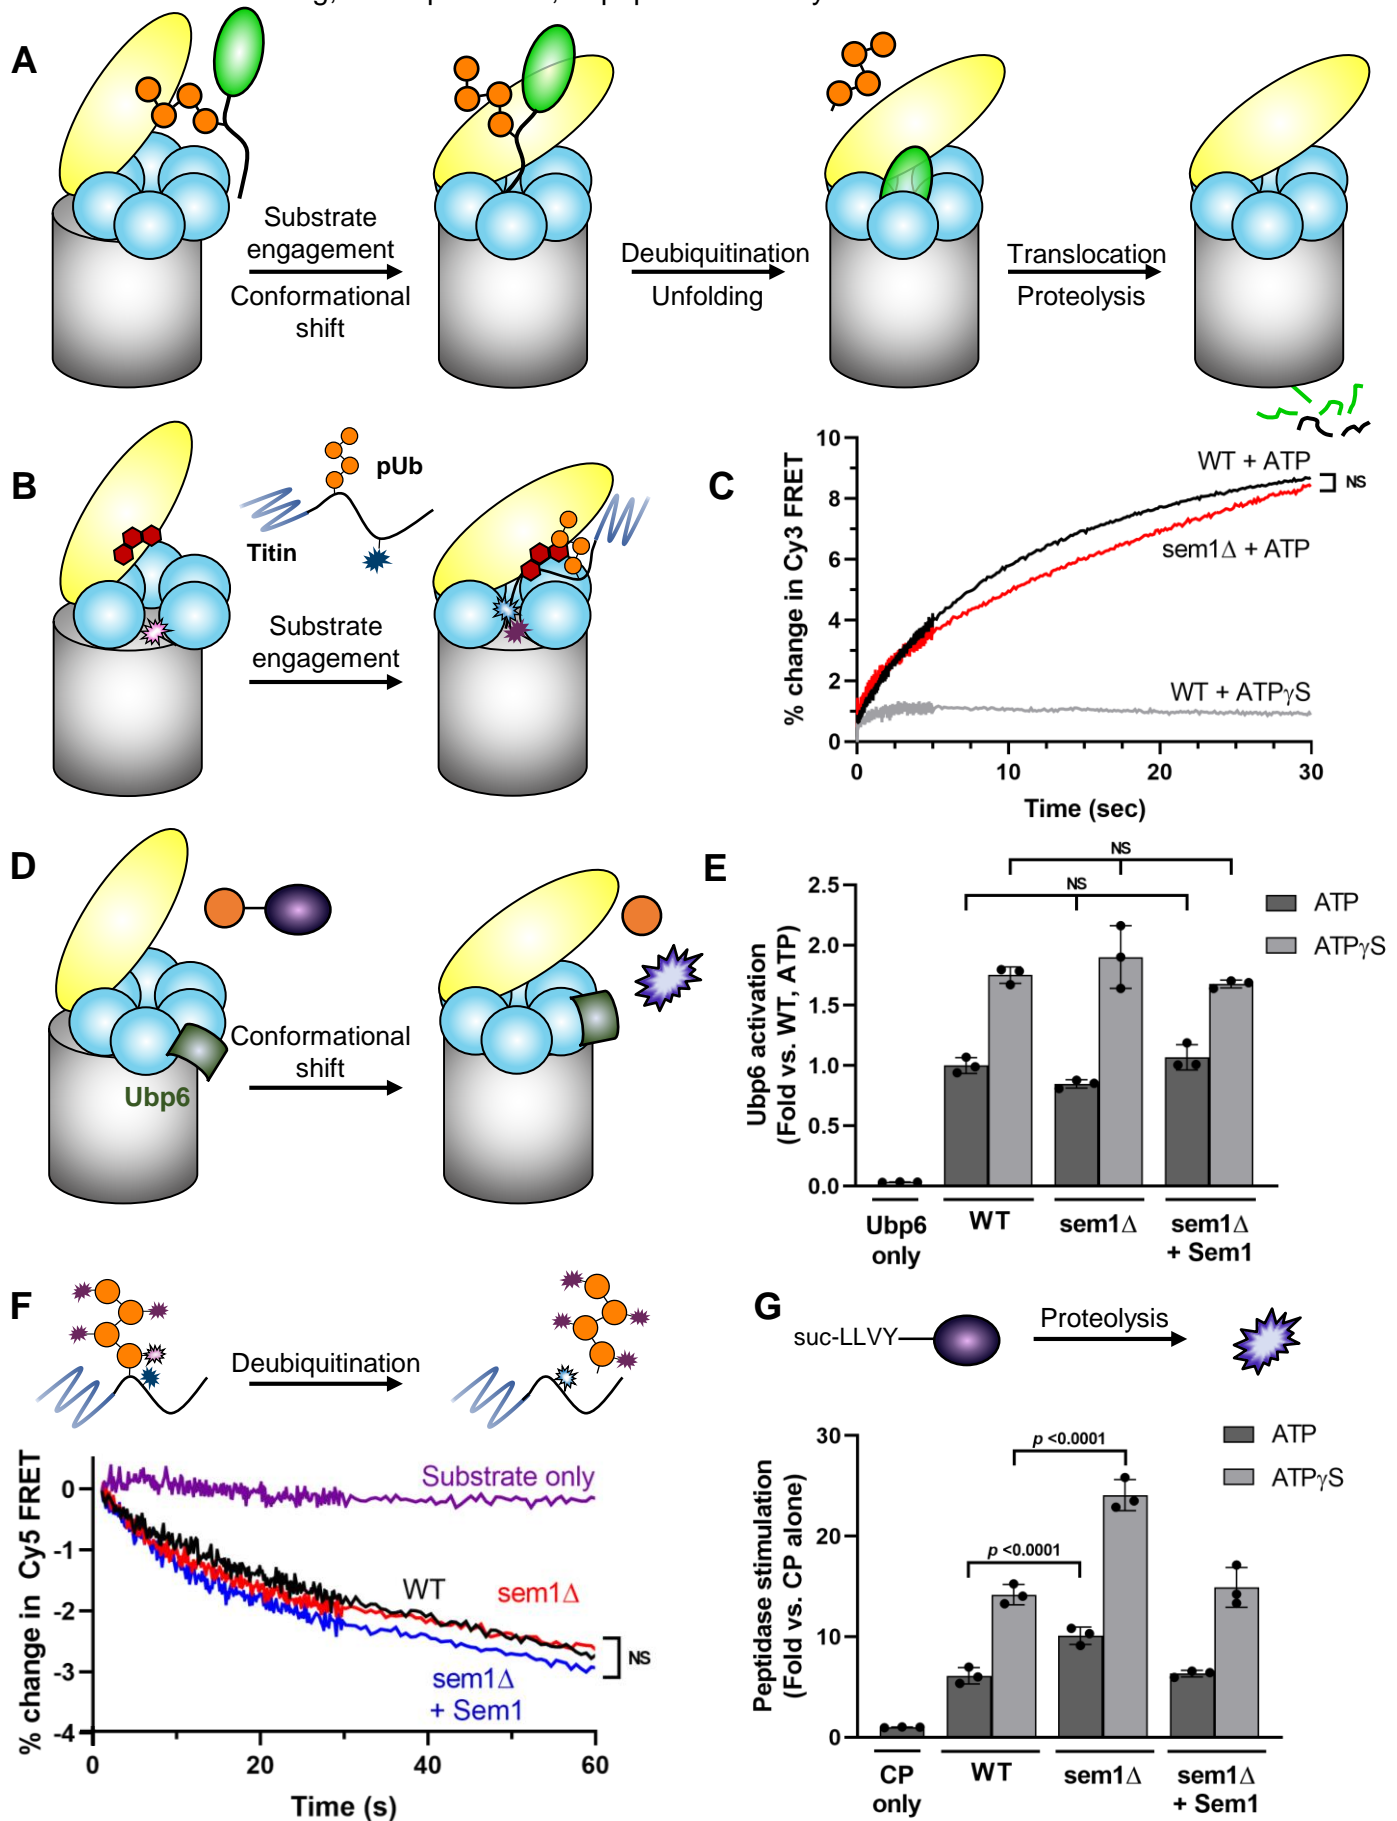 A
Substrate
engagement
Conformational
shift
Deubiquitination
Unfolding
Translocation
Proteolysis
B
pUb
Titin
Substrate
engagement
C
% change in Cy3 FRET
10
8
6
4
2
0
WT + ATP
NS
sem1Δ + ATP
WT + ATPγS
0
10
20
30
Time (sec)
D
Conformational
shift
Ubp6
E
NS
NS
ATP
ATPγS
Ubp6 activation
(Fold vs. WT, ATP)
2.5
2.0
1.5
1.0
0.5
0.0
Ubp6
only
WT
sem1Δ
sem1Δ
+ Sem1
F
Deubiquitination
% change in Cy5 FRET
0
-1
-2
-3
-4
Substrate only
WT
sem1Δ
NS
sem1Δ
+ Sem1
0
20
40
60
Time (s)
G
suc-LLVY
Proteolysis
ATP
ATPγS
p <0.0001
p <0.0001
Peptidase stimulation
(Fold vs. CP alone)
30
20
10
0
CP
only
WT
sem1Δ
sem1Δ
+ Sem1